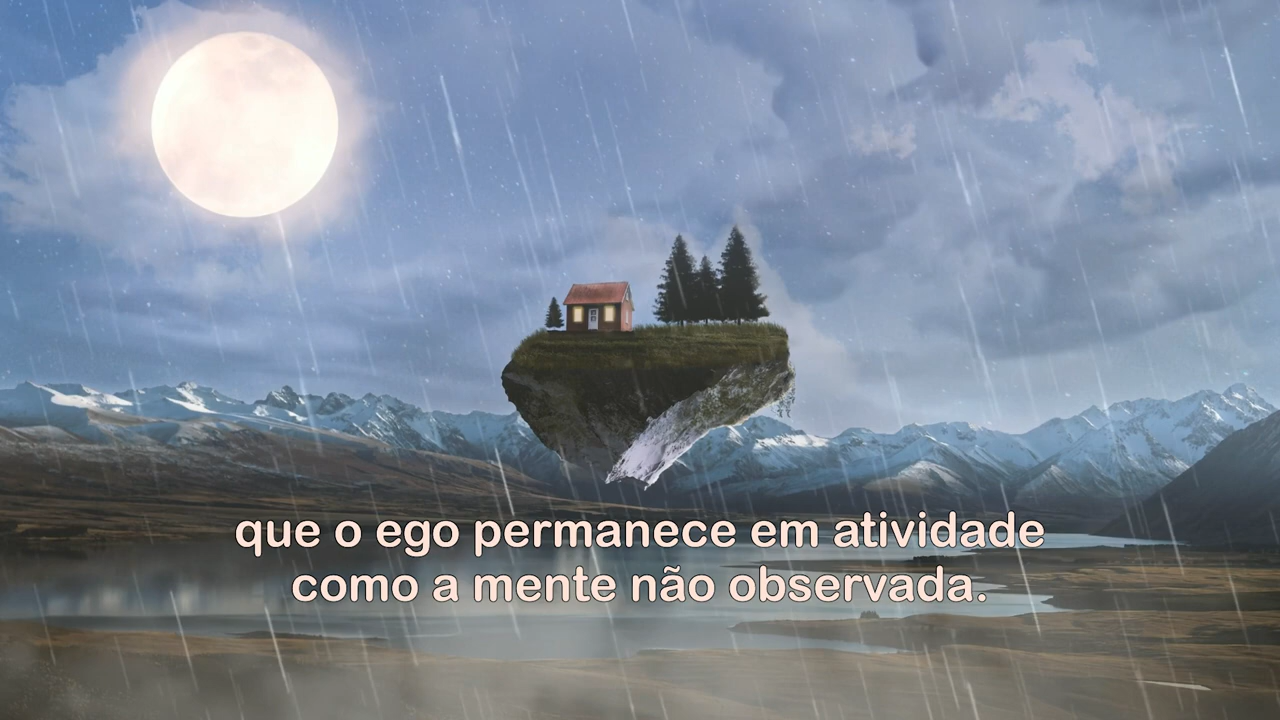 que o ego permanece em atividade
como a mente não observada.